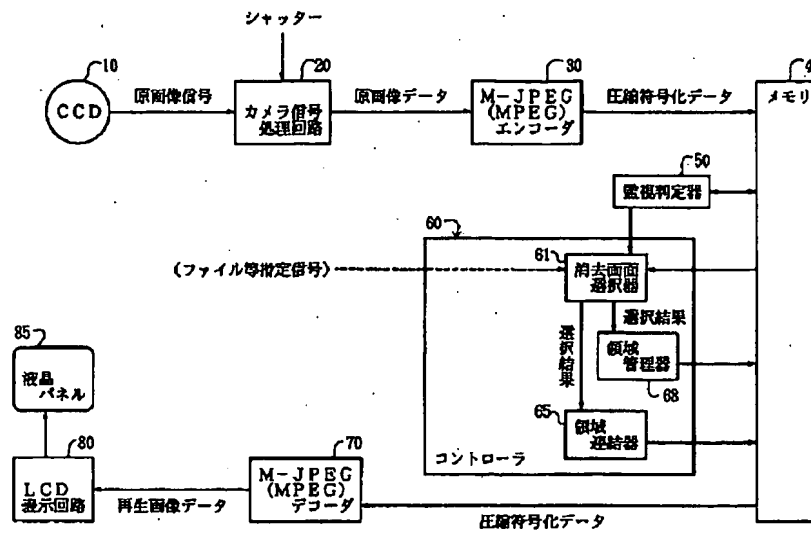 シャッター
10
20
30
CCD
原画像信号
カメラ信号
処理回路
原画像データ
M-JPEG
(MPEG)
エンコーダ
圧縮符号化データ
メモリ
50
監視判定器
60
61
(ファイル等指定信号)
消去画面
選択器
選択結果
選択結果
領域
管理器
68
65
領域
連結器
コントローラ
85
液晶
パネル
80
LCD
表示回路
再生画像データ
70
M-JPEG
(MPEG)
デコーダ
圧縮符号化データ